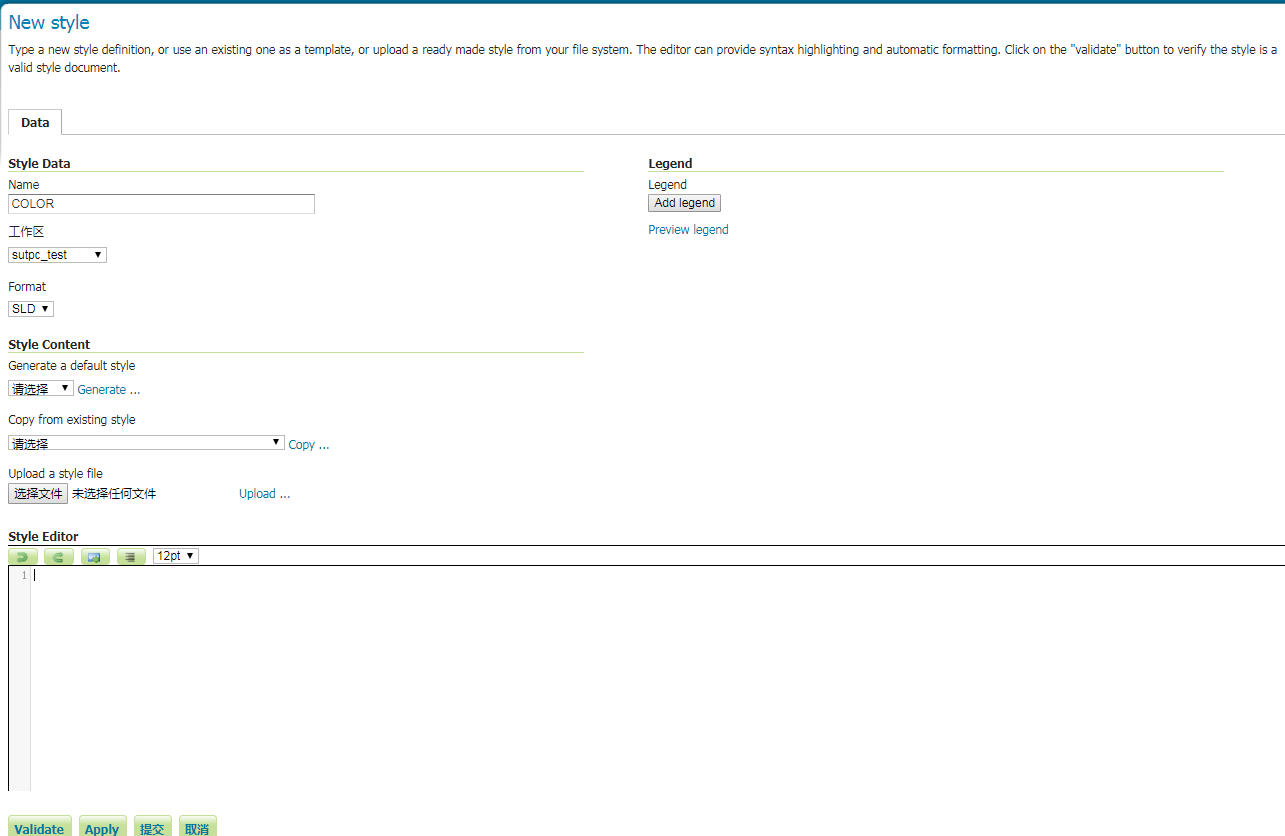 New style
Type a new style definition, or use an existing one as a template, or upload a ready made style from your file system. The editor can provide syntax highlighting and automatic formatting. Click on the "validate" button to verify the style is a
valid style document.
Data
Style Data
Name
COLOR
工作区
sutpc_test
Format
SLD
Legend
Legend
Add legend
Preview legend
Style Content
Generate a default style
请选择 Generate ...
Copy from existing style
请选择 Copy ...
Upload a style file
选择文件 未选择任何文件 Upload ...
Style Editor
12pt
1
Validate Apply 提交 取消